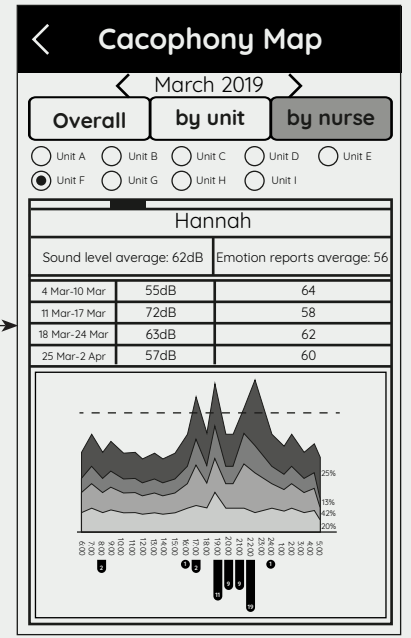 Cacophony Map
March 2019
Overall by unit by nurse
Unit A Unit B Unit C Unit D Unit E
Unit F Unit G Unit H Unit I
Hannah
Sound level average: 62dB Emotion reports average: 56
4 Mar-10 Mar 55dB 64
11 Mar-17 Mar 72dB 58
18 Mar-24 Mar 63dB 62
25 Mar-2 Apr 57dB 60
25%
13%
42%
20%
6:00 7:00 8:00 9:00 10:00 11:00 12:00 13:00 14:00 15:00 16:00 17:00 18:00 19:00 20:00 21:00 22:00 23:00 24:00 1:00 2:00 3:00 4:00 5:00
2 1 2 11 9 9 19 1